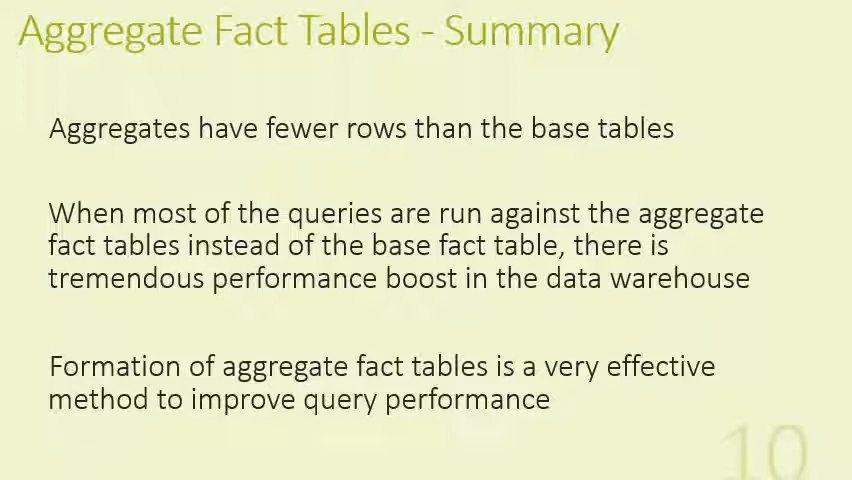 Aggregate Fact Tables - Summary
Aggregates have fewer rows than the base tables
When most of the queries are run against the aggregate
fact tables instead of the base fact table, there is
tremendous performance boost in the data warehouse
Formation of aggregate fact tables is a very effective
method to improve query performance
10